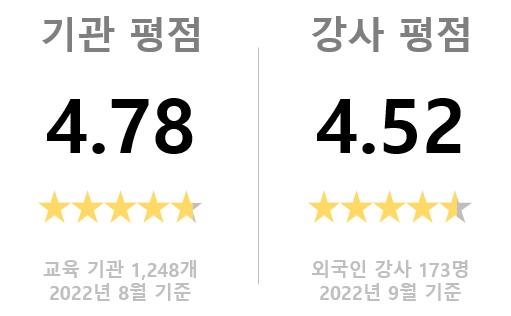 기관 평점
4.78
교육 기관 1,248개
2022년 8월 기준
강사 평점
4.52
외국인 강사 173명
2022년 9월 기준